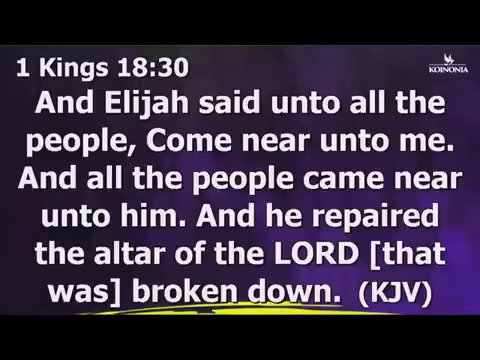 1 Kings 18:30
KOINONIA
And Elijah said unto all the
people, Come near unto me.
And all the people came near
unto him. And he repaired
the altar of the LORD [that
was] broken down. (KJV)